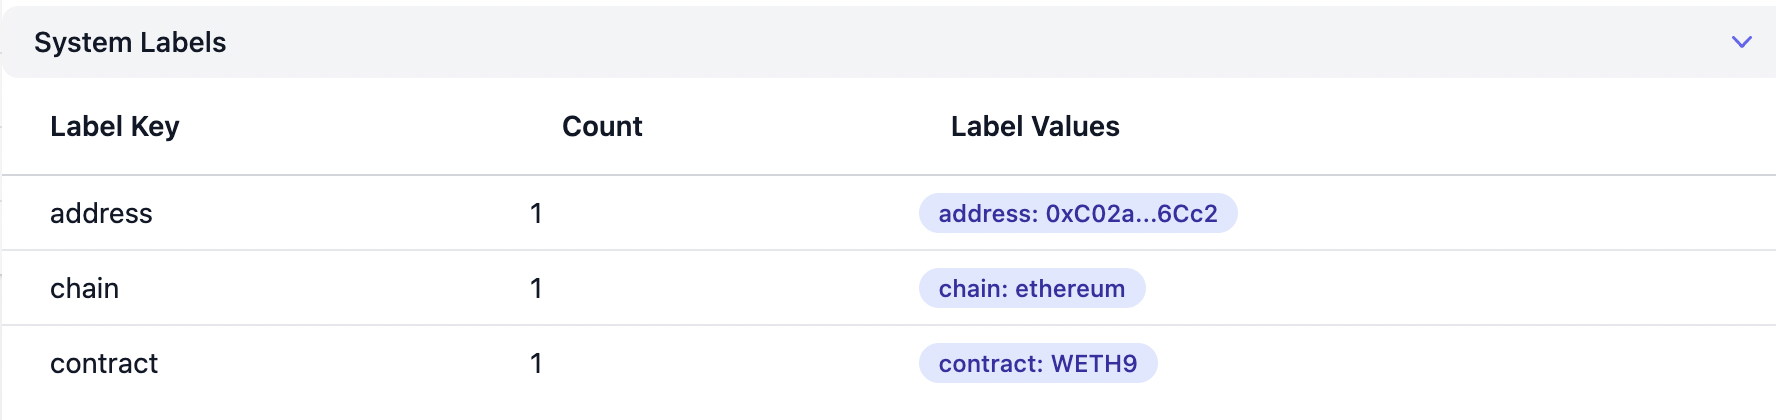 System Labels
Label Key Count Label Values
address 1 address: 0xC02a...6Cc2
chain 1 chain: ethereum
contract 1 contract: WETH9